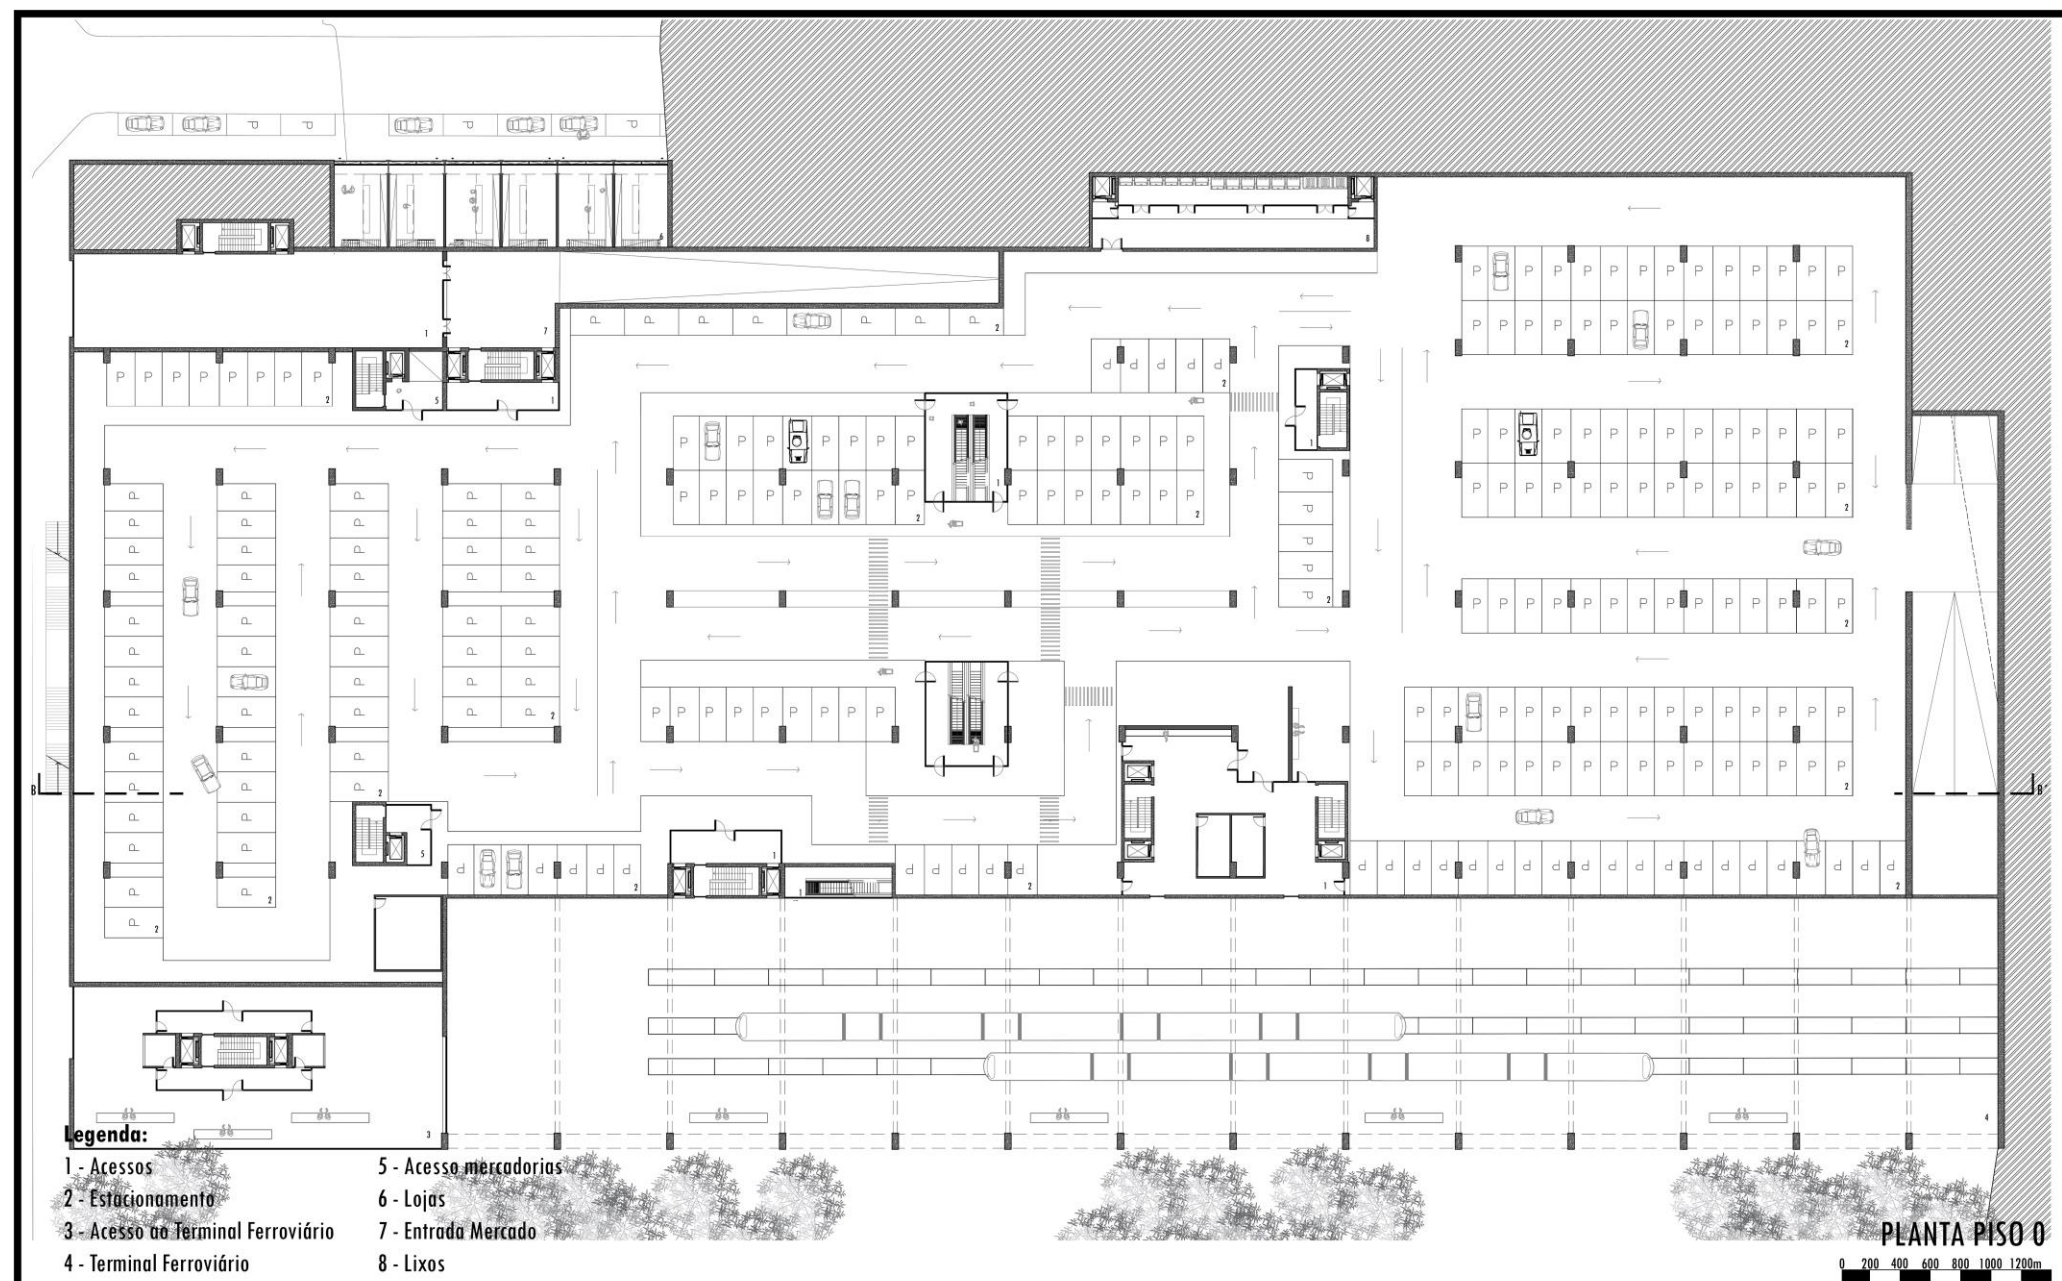 B
B'
Legenda:
1 - Acessos
2 - Estacionamento
3 - Acesso ao Terminal Ferroviário
4 - Terminal Ferroviário
5 - Acesso mercadorias
6 - Lojas
7 - Entrada Mercado
8 - Lixos
PLANTA PISO 0
0 200 400 600 800 1000 1200m